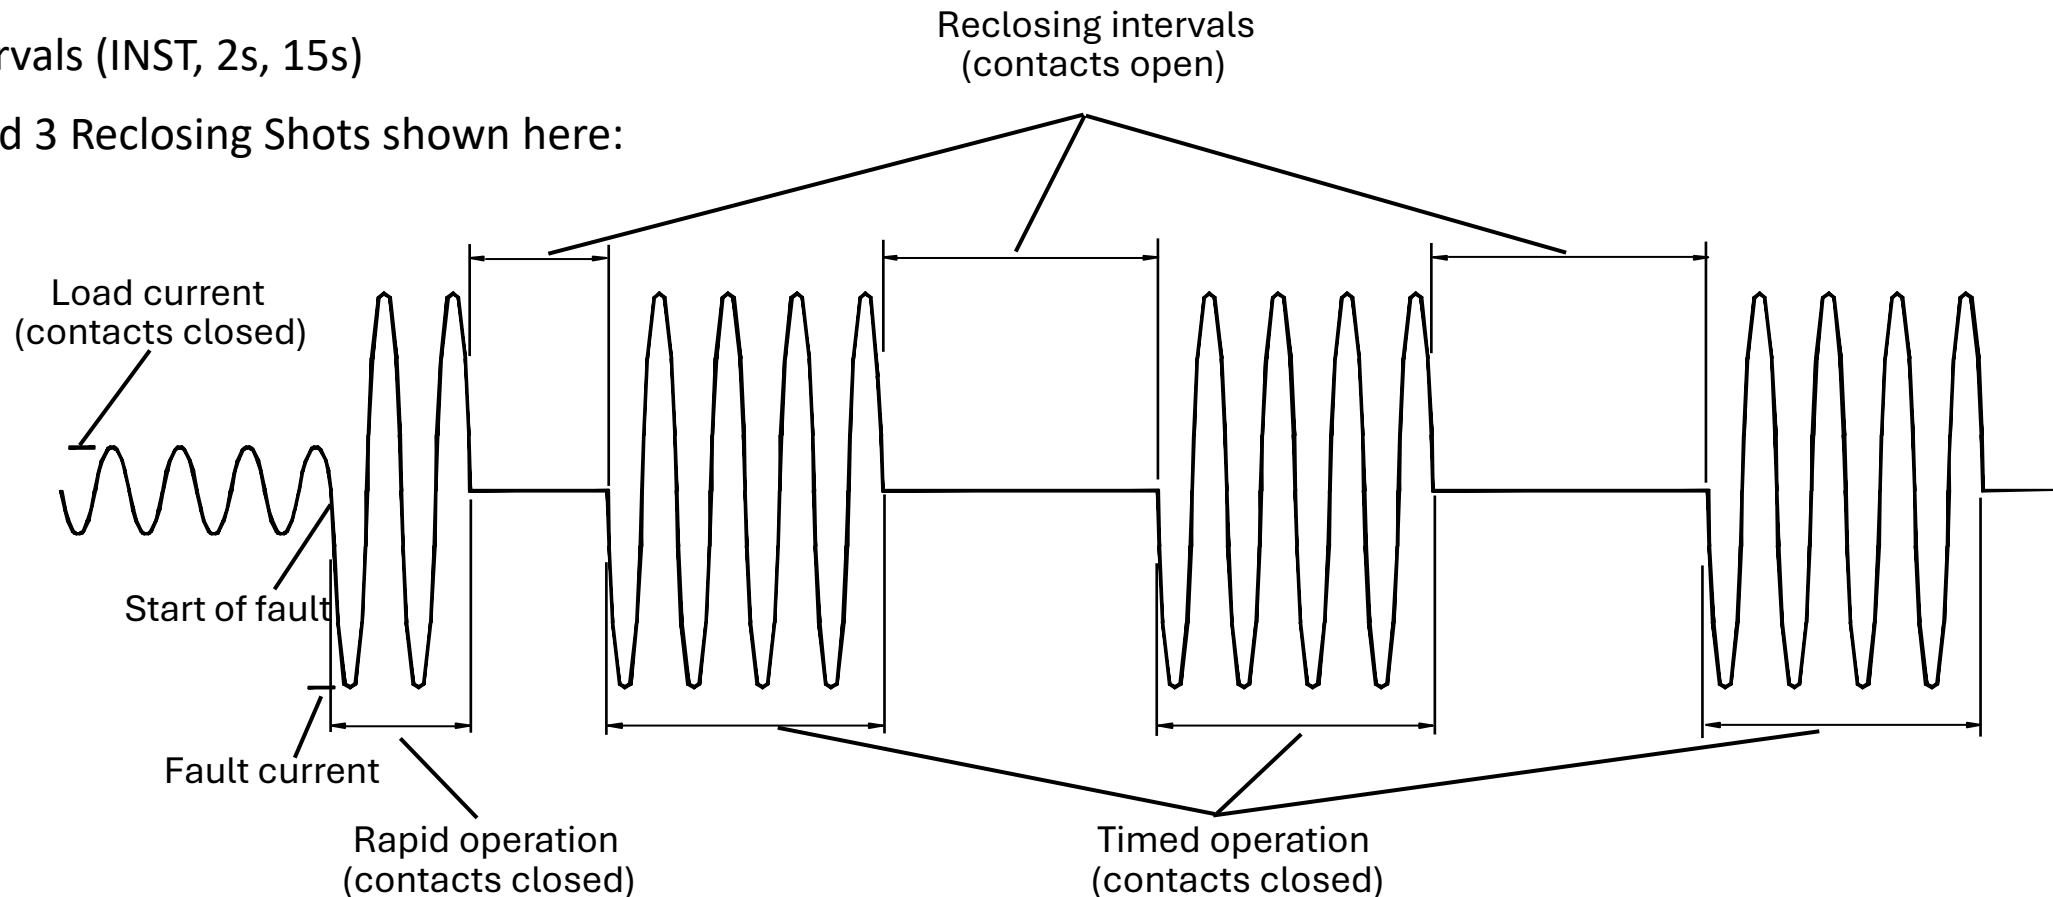 rvals (INST, 2s, 15s)
d 3 Reclosing Shots shown here:
Reclosing intervals
(contacts open)
Load current
(contacts closed)
Start of fault
Fault current
Rapid operation
(contacts closed)
Timed operation
(contacts closed)